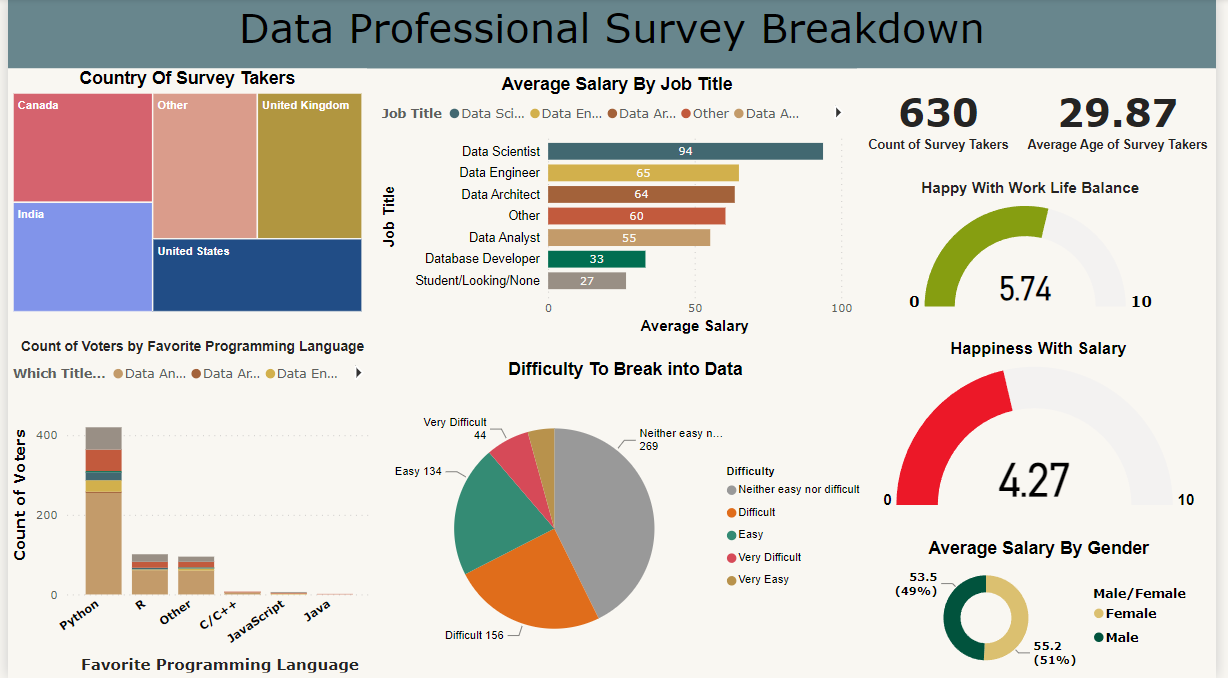 Data Professional Survey Breakdown
Country Of Survey Takers
Canada
Other
United Kingdom
India
United States
Average Salary By Job Title
Job Title Data Sci... Data En... Data Ar... Other Data A...
Job Title
Data Scientist 94
Data Engineer 65
Data Architect 64
Other 60
Data Analyst 55
Database Developer 33
Student/Looking/None 27
0 50 100
Average Salary
630
Count of Survey Takers
29.87
Average Age of Survey Takers
Happy With Work Life Balance
5.74
0 10
Happiness With Salary
4.27
0 10
Count of Voters by Favorite Programming Language
Which Title... Data An... Data Ar... Data En...
Count of Voters
400
200
0
Python R Other C/C++ JavaScript Java
Favorite Programming Language
Difficulty To Break into Data
Very Difficult
44
Neither easy n...
269
Easy 134
Difficult 156
Difficulty
Neither easy nor difficult
Difficult
Easy
Very Difficult
Very Easy
Average Salary By Gender
53.5
(49%)
55.2
(51%)
Male/Female
Female
Male